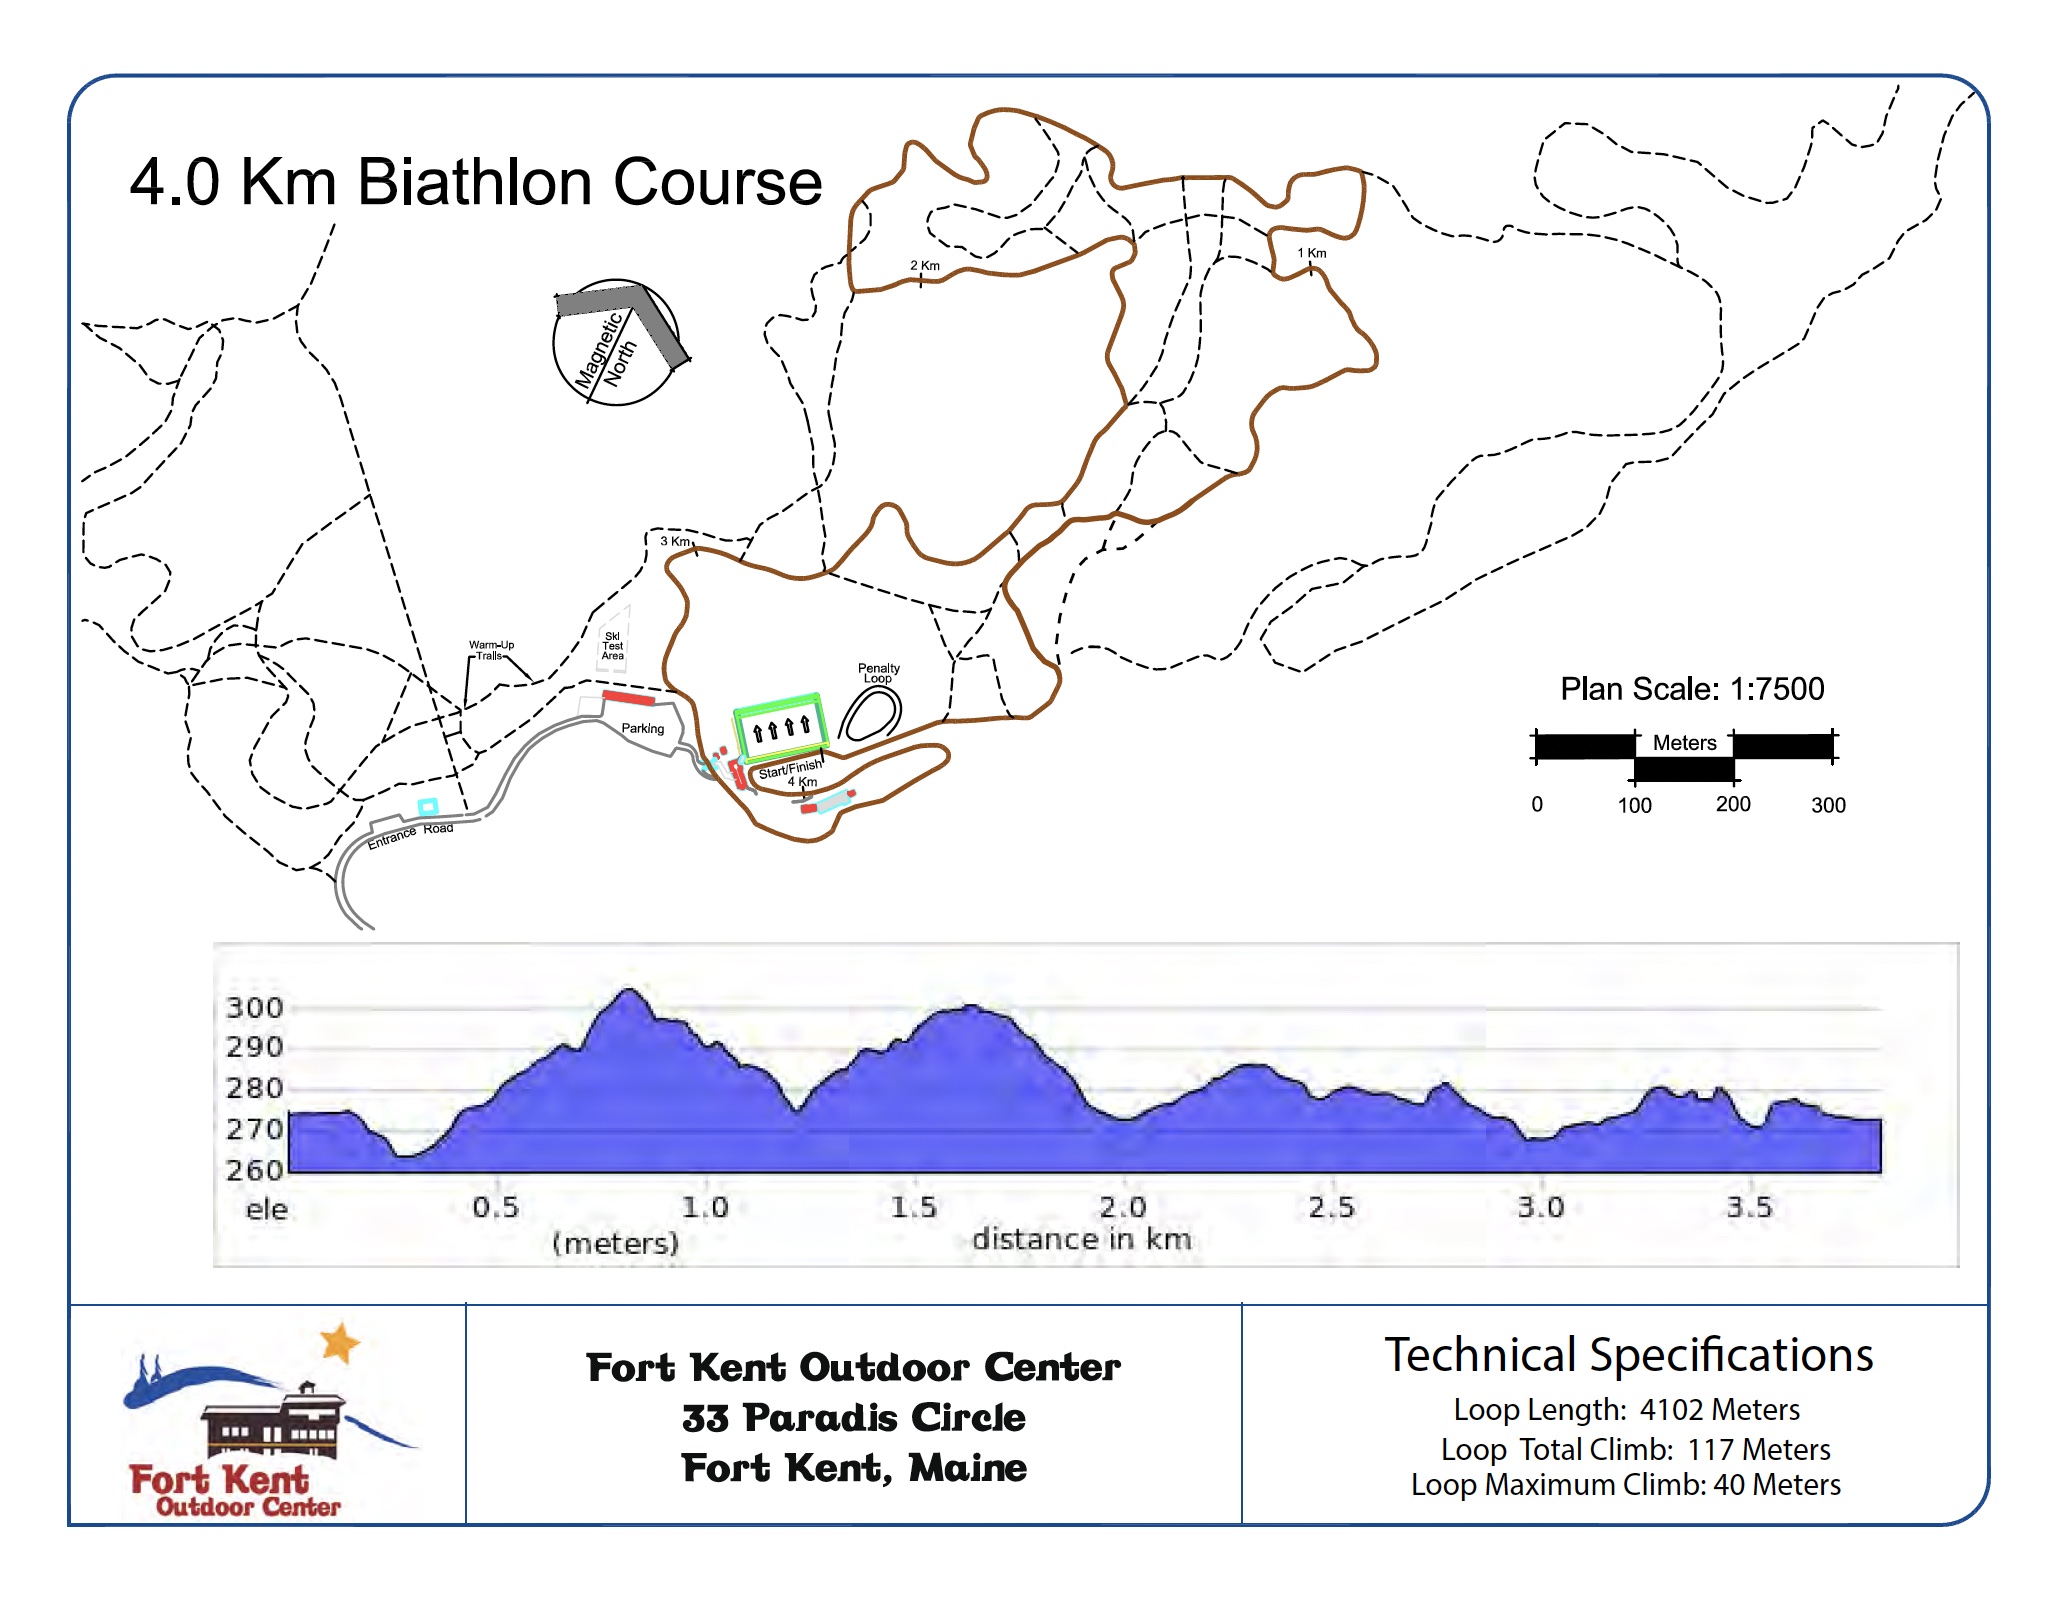 4.0 Km Biathlon Course
Magnetic
North
2 Km
1 Km
3 Km
Ski
Test
Area
Warm-Up
Trails
Penalty
Loop
Parking
Start/Finish
4 Km
Entrance Road
Plan Scale: 1:7500
Meters
0 100 200 300
300
290
280
270
260
ele 0.5 1.0 1.5 2.0 2.5 3.0 3.5
(meters) distance in km
Fort Kent
Outdoor Center
Fort Kent Outdoor Center
33 Paradis Circle
Fort Kent, Maine
Technical Specifications
Loop Length: 4102 Meters
Loop Total Climb: 117 Meters
Loop Maximum Climb: 40 Meters